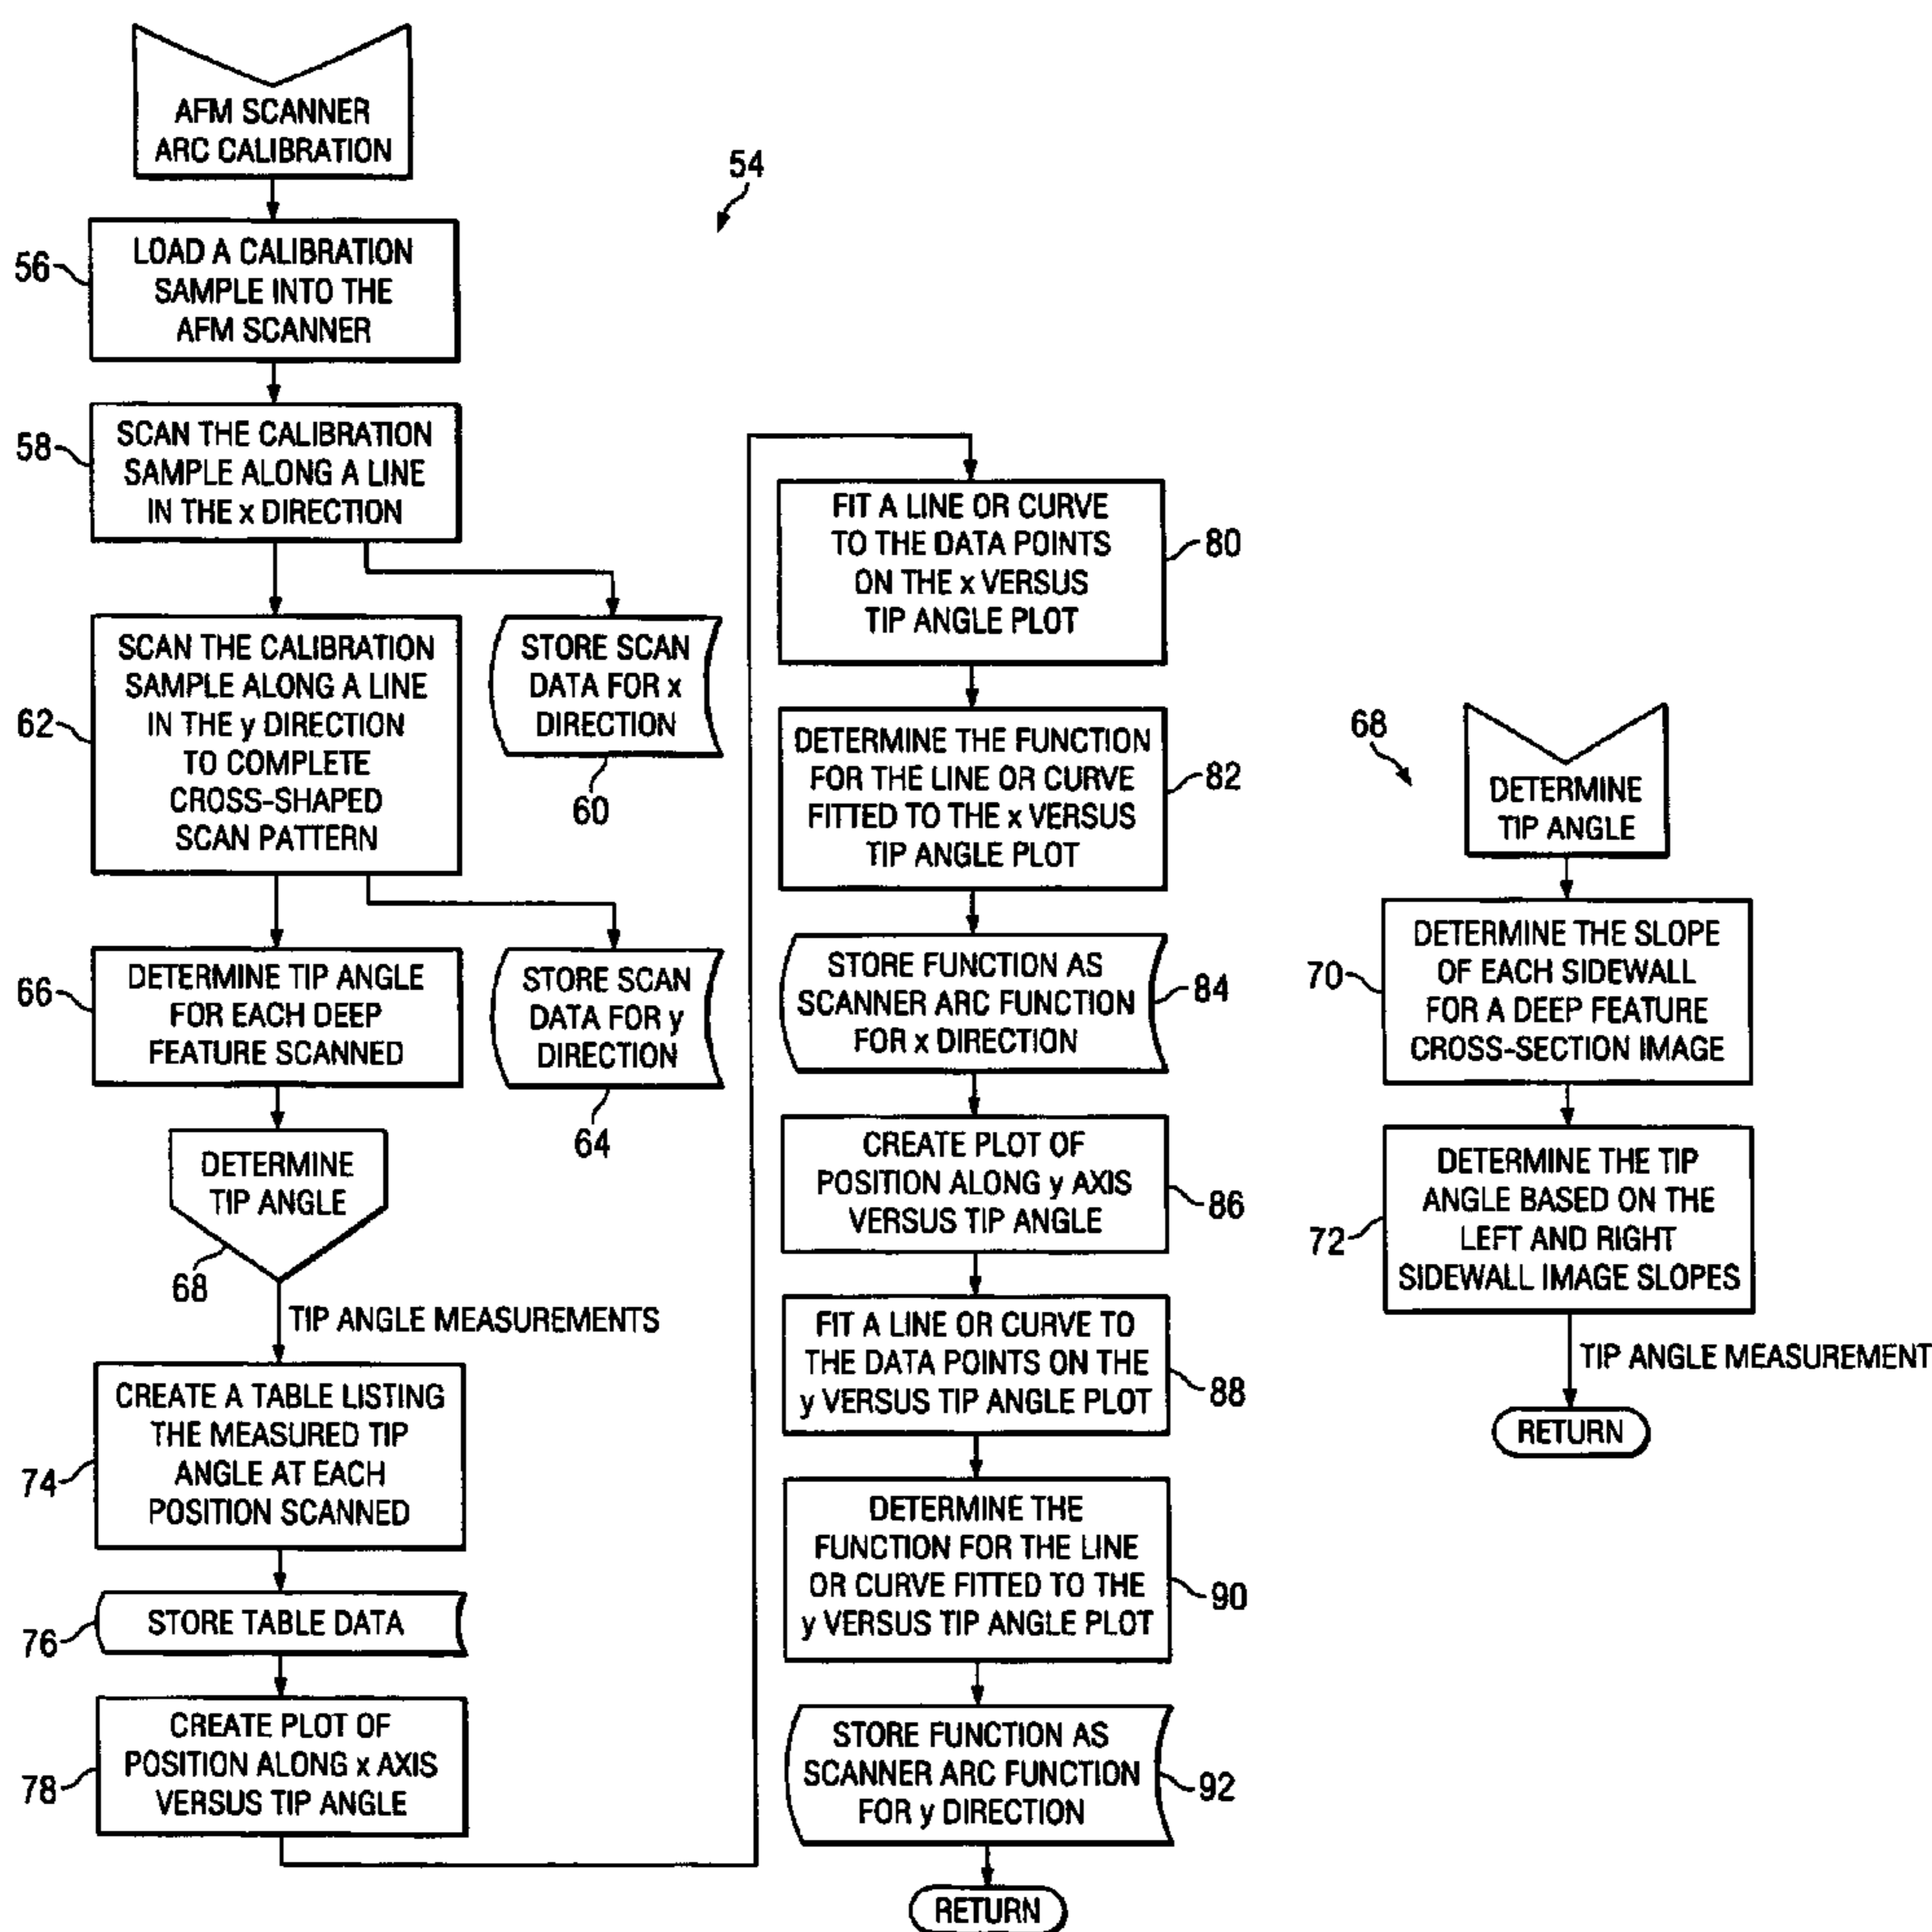 AFM SCANNER
ARC CALIBRATION
54
56
LOAD A CALIBRATION
SAMPLE INTO THE
AFM SCANNER
58
SCAN THE CALIBRATION
SAMPLE ALONG A LINE
IN THE x DIRECTION
STORE SCAN
DATA FOR x
DIRECTION
60
62
SCAN THE CALIBRATION
SAMPLE ALONG A LINE
IN THE y DIRECTION
TO COMPLETE
CROSS-SHAPED
SCAN PATTERN
STORE SCAN
DATA FOR y
DIRECTION
64
66
DETERMINE TIP ANGLE
FOR EACH DEEP
FEATURE SCANNED
DETERMINE
TIP ANGLE
68
TIP ANGLE MEASUREMENTS
74
CREATE A TABLE LISTING
THE MEASURED TIP
ANGLE AT EACH
POSITION SCANNED
76
STORE TABLE DATA
78
CREATE PLOT OF
POSITION ALONG x AXIS
VERSUS TIP ANGLE
FIT A LINE OR CURVE
TO THE DATA POINTS
ON THE x VERSUS
TIP ANGLE PLOT
80
DETERMINE THE FUNCTION
FOR THE LINE OR CURVE
FITTED TO THE x VERSUS
TIP ANGLE PLOT
82
STORE FUNCTION AS
SCANNER ARC FUNCTION
FOR x DIRECTION
84
CREATE PLOT OF
POSITION ALONG y AXIS
VERSUS TIP ANGLE
86
FIT A LINE OR CURVE TO
THE DATA POINTS ON THE
y VERSUS TIP ANGLE PLOT
88
DETERMINE THE
FUNCTION FOR THE LINE
OR CURVE FITTED TO THE
y VERSUS TIP ANGLE PLOT
90
STORE FUNCTION AS
SCANNER ARC FUNCTION
FOR y DIRECTION
92
RETURN
68
DETERMINE
TIP ANGLE
70
DETERMINE THE SLOPE
OF EACH SIDEWALL
FOR A DEEP FEATURE
CROSS-SECTION IMAGE
72
DETERMINE THE TIP
ANGLE BASED ON THE
LEFT AND RIGHT
SIDEWALL IMAGE SLOPES
TIP ANGLE MEASUREMENT
RETURN